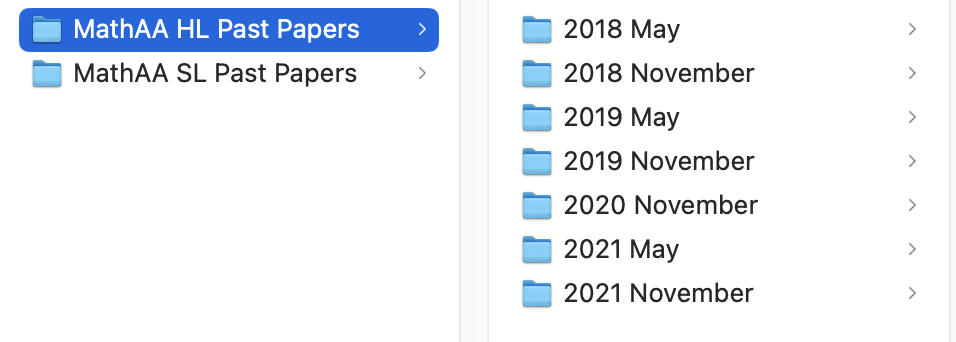 MathAA HL Past Papers
MathAA SL Past Papers
2018 May
2018 November
2019 May
2019 November
2020 November
2021 May
2021 November